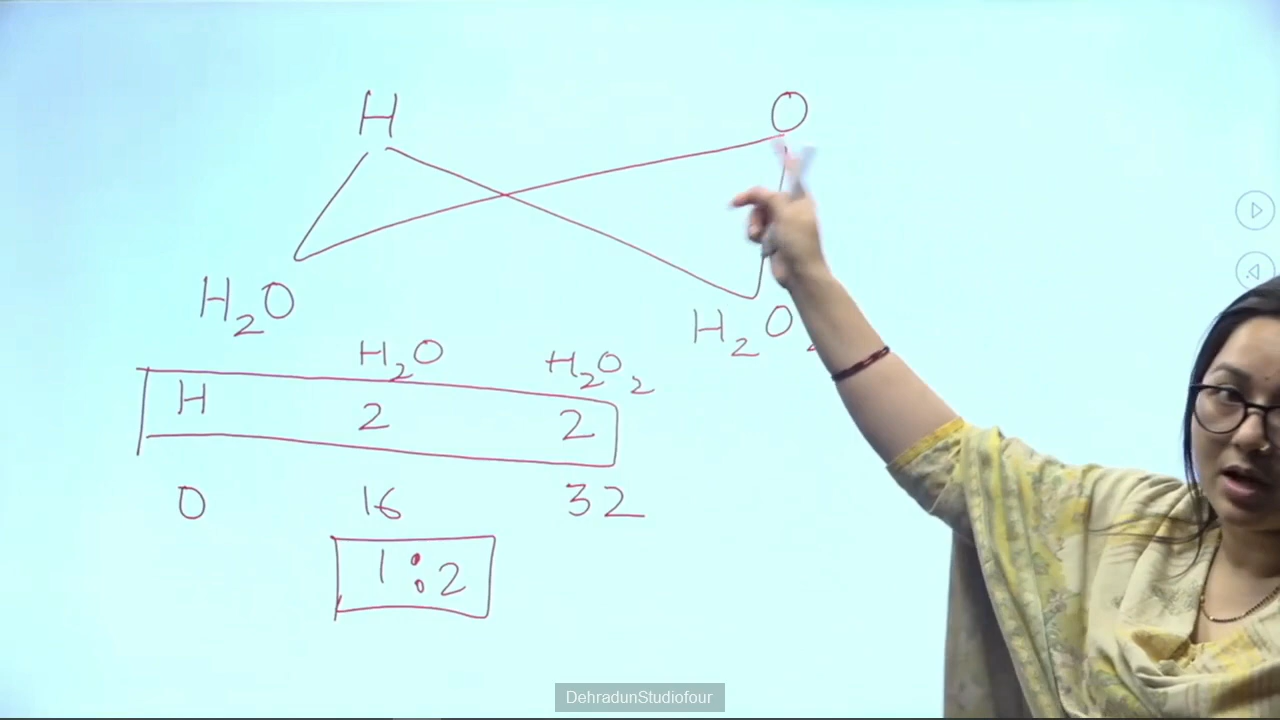 H O
H2O H2O2
H2O H2O2
H 2 2
O 16 32
1:2
DehradunStudiofour